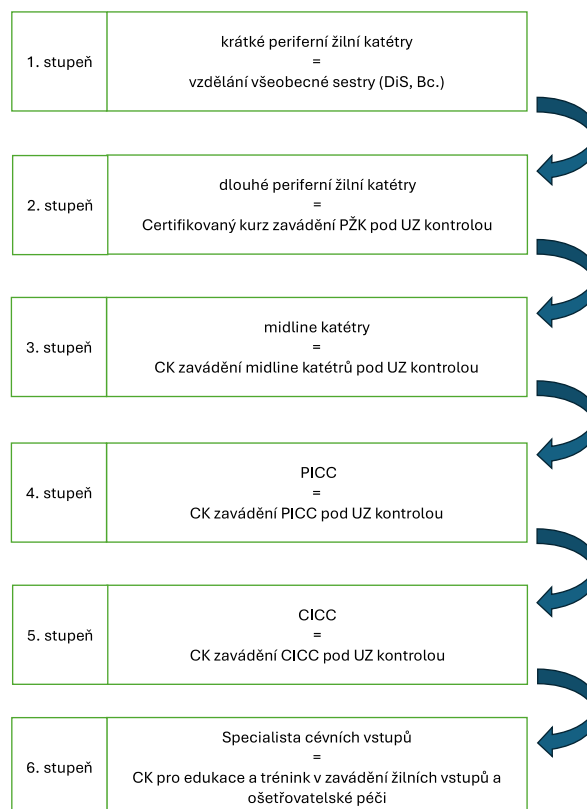 1. stupeň
krátké periferní žilní katétry
=
vzdělání všeobecné sestry (DiS, Bc.)
2. stupeň
dlouhé periferní žilní katétry
=
Certifikovaný kurz zavádění PŽK pod UZ kontrolou
3. stupeň
midline katétry
=
CK zavádění midline katétrů pod UZ kontrolou
4. stupeň
PICC
=
CK zavádění PICC pod UZ kontrolou
5. stupeň
CICC
=
CK zavádění CICC pod UZ kontrolou
6. stupeň
Specialista cévních vstupů
=
CK pro edukace a trénink v zavádění žilních vstupů a
ošetřovatelské péči